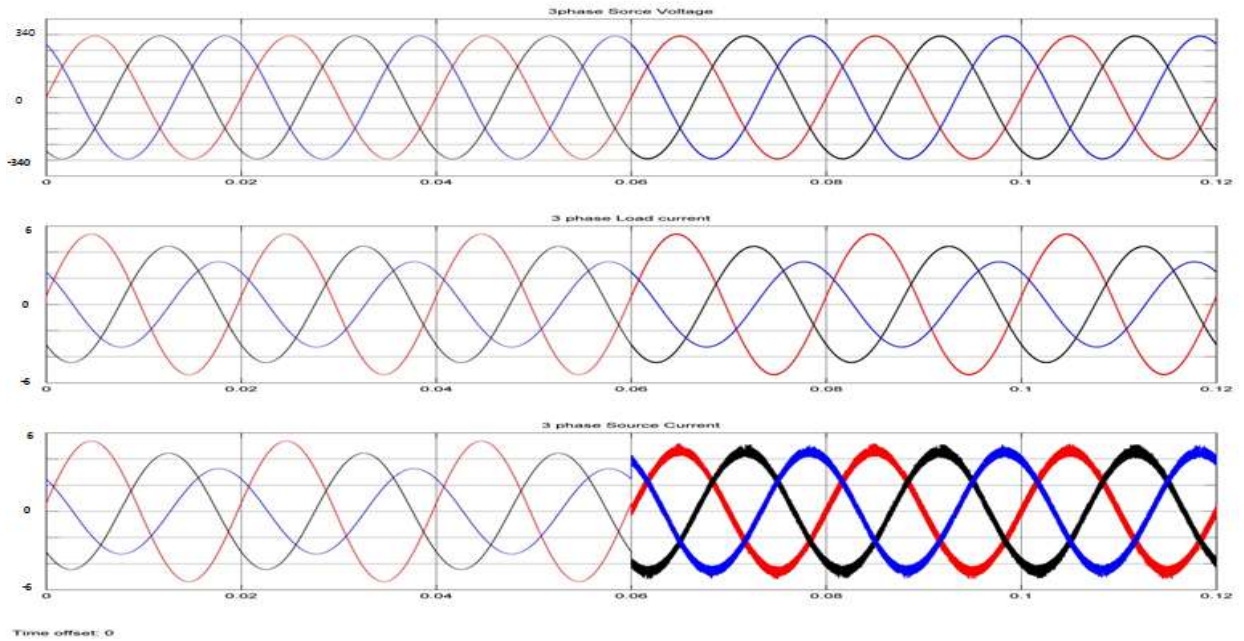 3phase Sorce Voltage
340
0
-340
0 0.02 0.04 0.06 0.08 0.1 0.12
3 phase Load current
6
0
-6
0 0.02 0.04 0.06 0.08 0.1 0.12
3 phase Source Current
6
0
-6
0 0.02 0.04 0.06 0.08 0.1 0.12
Time offset: 0